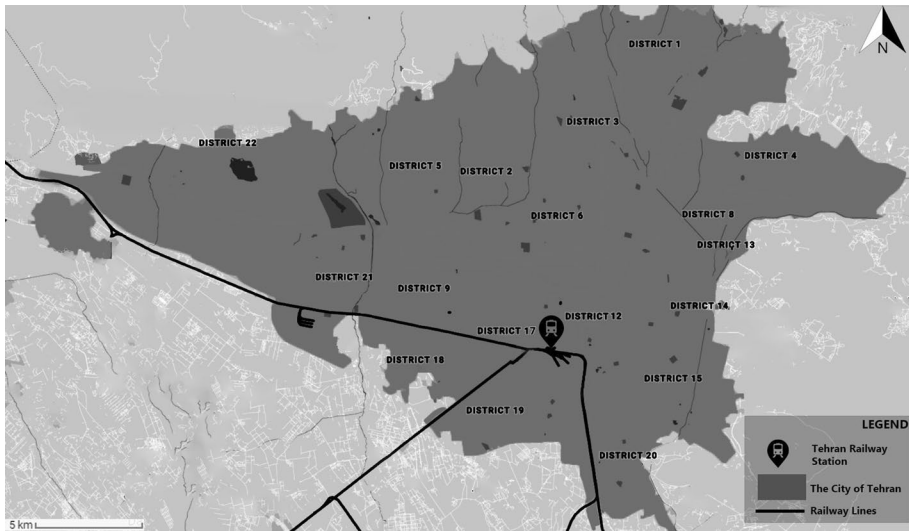 DISTRICT 1
N
DISTRICT 3
DISTRICT 22
DISTRICT 4
DISTRICT 5
DISTRICT 2
DISTRICT 6
DISTRICT 8
DISTRICT 13
DISTRICT 21
DISTRICT 9
DISTRICT 14
DISTRICT 12
DISTRICT 17
DISTRICT 18
DISTRICT 15
DISTRICT 19
DISTRICT 20
LEGEND
Tehran Railway
Station
The City of Tehran
Railway Lines
5 km